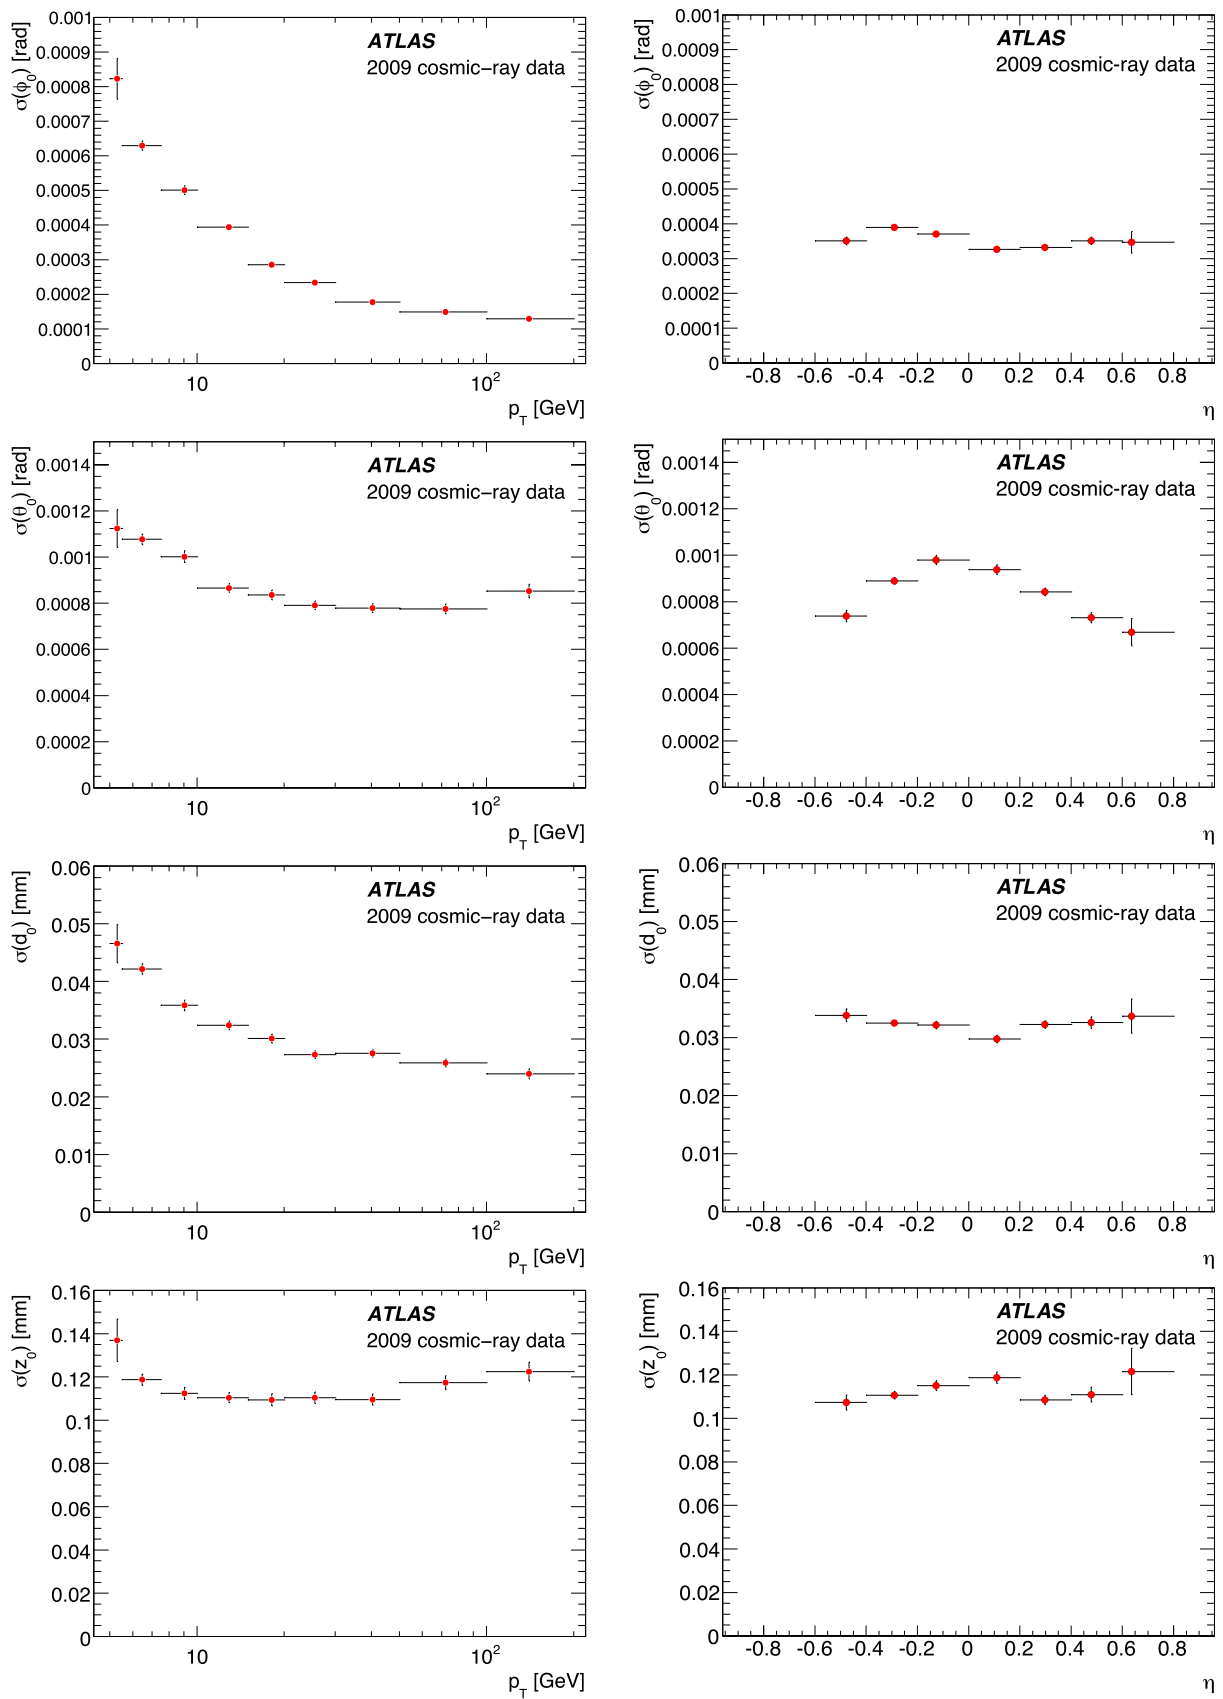 σ(ϕ₀) [rad]
0.001
0.0009
0.0008
0.0007
0.0006
0.0005
0.0004
0.0003
0.0002
0.0001
0
ATLAS
2009 cosmic−ray data
10
10²
p_T [GeV]
σ(ϕ₀) [rad]
0.001
0.0009
0.0008
0.0007
0.0006
0.0005
0.0004
0.0003
0.0002
0.0001
0
ATLAS
2009 cosmic-ray data
-0.8 -0.6 -0.4 -0.2 0 0.2 0.4 0.6 0.8
η
σ(θ₀) [rad]
0.0014
0.0012
0.001
0.0008
0.0006
0.0004
0.0002
0
ATLAS
2009 cosmic−ray data
10
10²
p_T [GeV]
σ(θ₀) [rad]
0.0014
0.0012
0.001
0.0008
0.0006
0.0004
0.0002
0
ATLAS
2009 cosmic-ray data
-0.8 -0.6 -0.4 -0.2 0 0.2 0.4 0.6 0.8
η
σ(d₀) [mm]
0.06
0.05
0.04
0.03
0.02
0.01
0
ATLAS
2009 cosmic−ray data
10
10²
p_T [GeV]
σ(d₀) [mm]
0.06
0.05
0.04
0.03
0.02
0.01
0
ATLAS
2009 cosmic-ray data
-0.8 -0.6 -0.4 -0.2 0 0.2 0.4 0.6 0.8
η
σ(z₀) [mm]
0.16
0.14
0.12
0.1
0.08
0.06
0.04
0.02
0
ATLAS
2009 cosmic−ray data
10
10²
p_T [GeV]
σ(z₀) [mm]
0.16
0.14
0.12
0.1
0.08
0.06
0.04
0.02
0
ATLAS
2009 cosmic-ray data
-0.8 -0.6 -0.4 -0.2 0 0.2 0.4 0.6 0.8
η